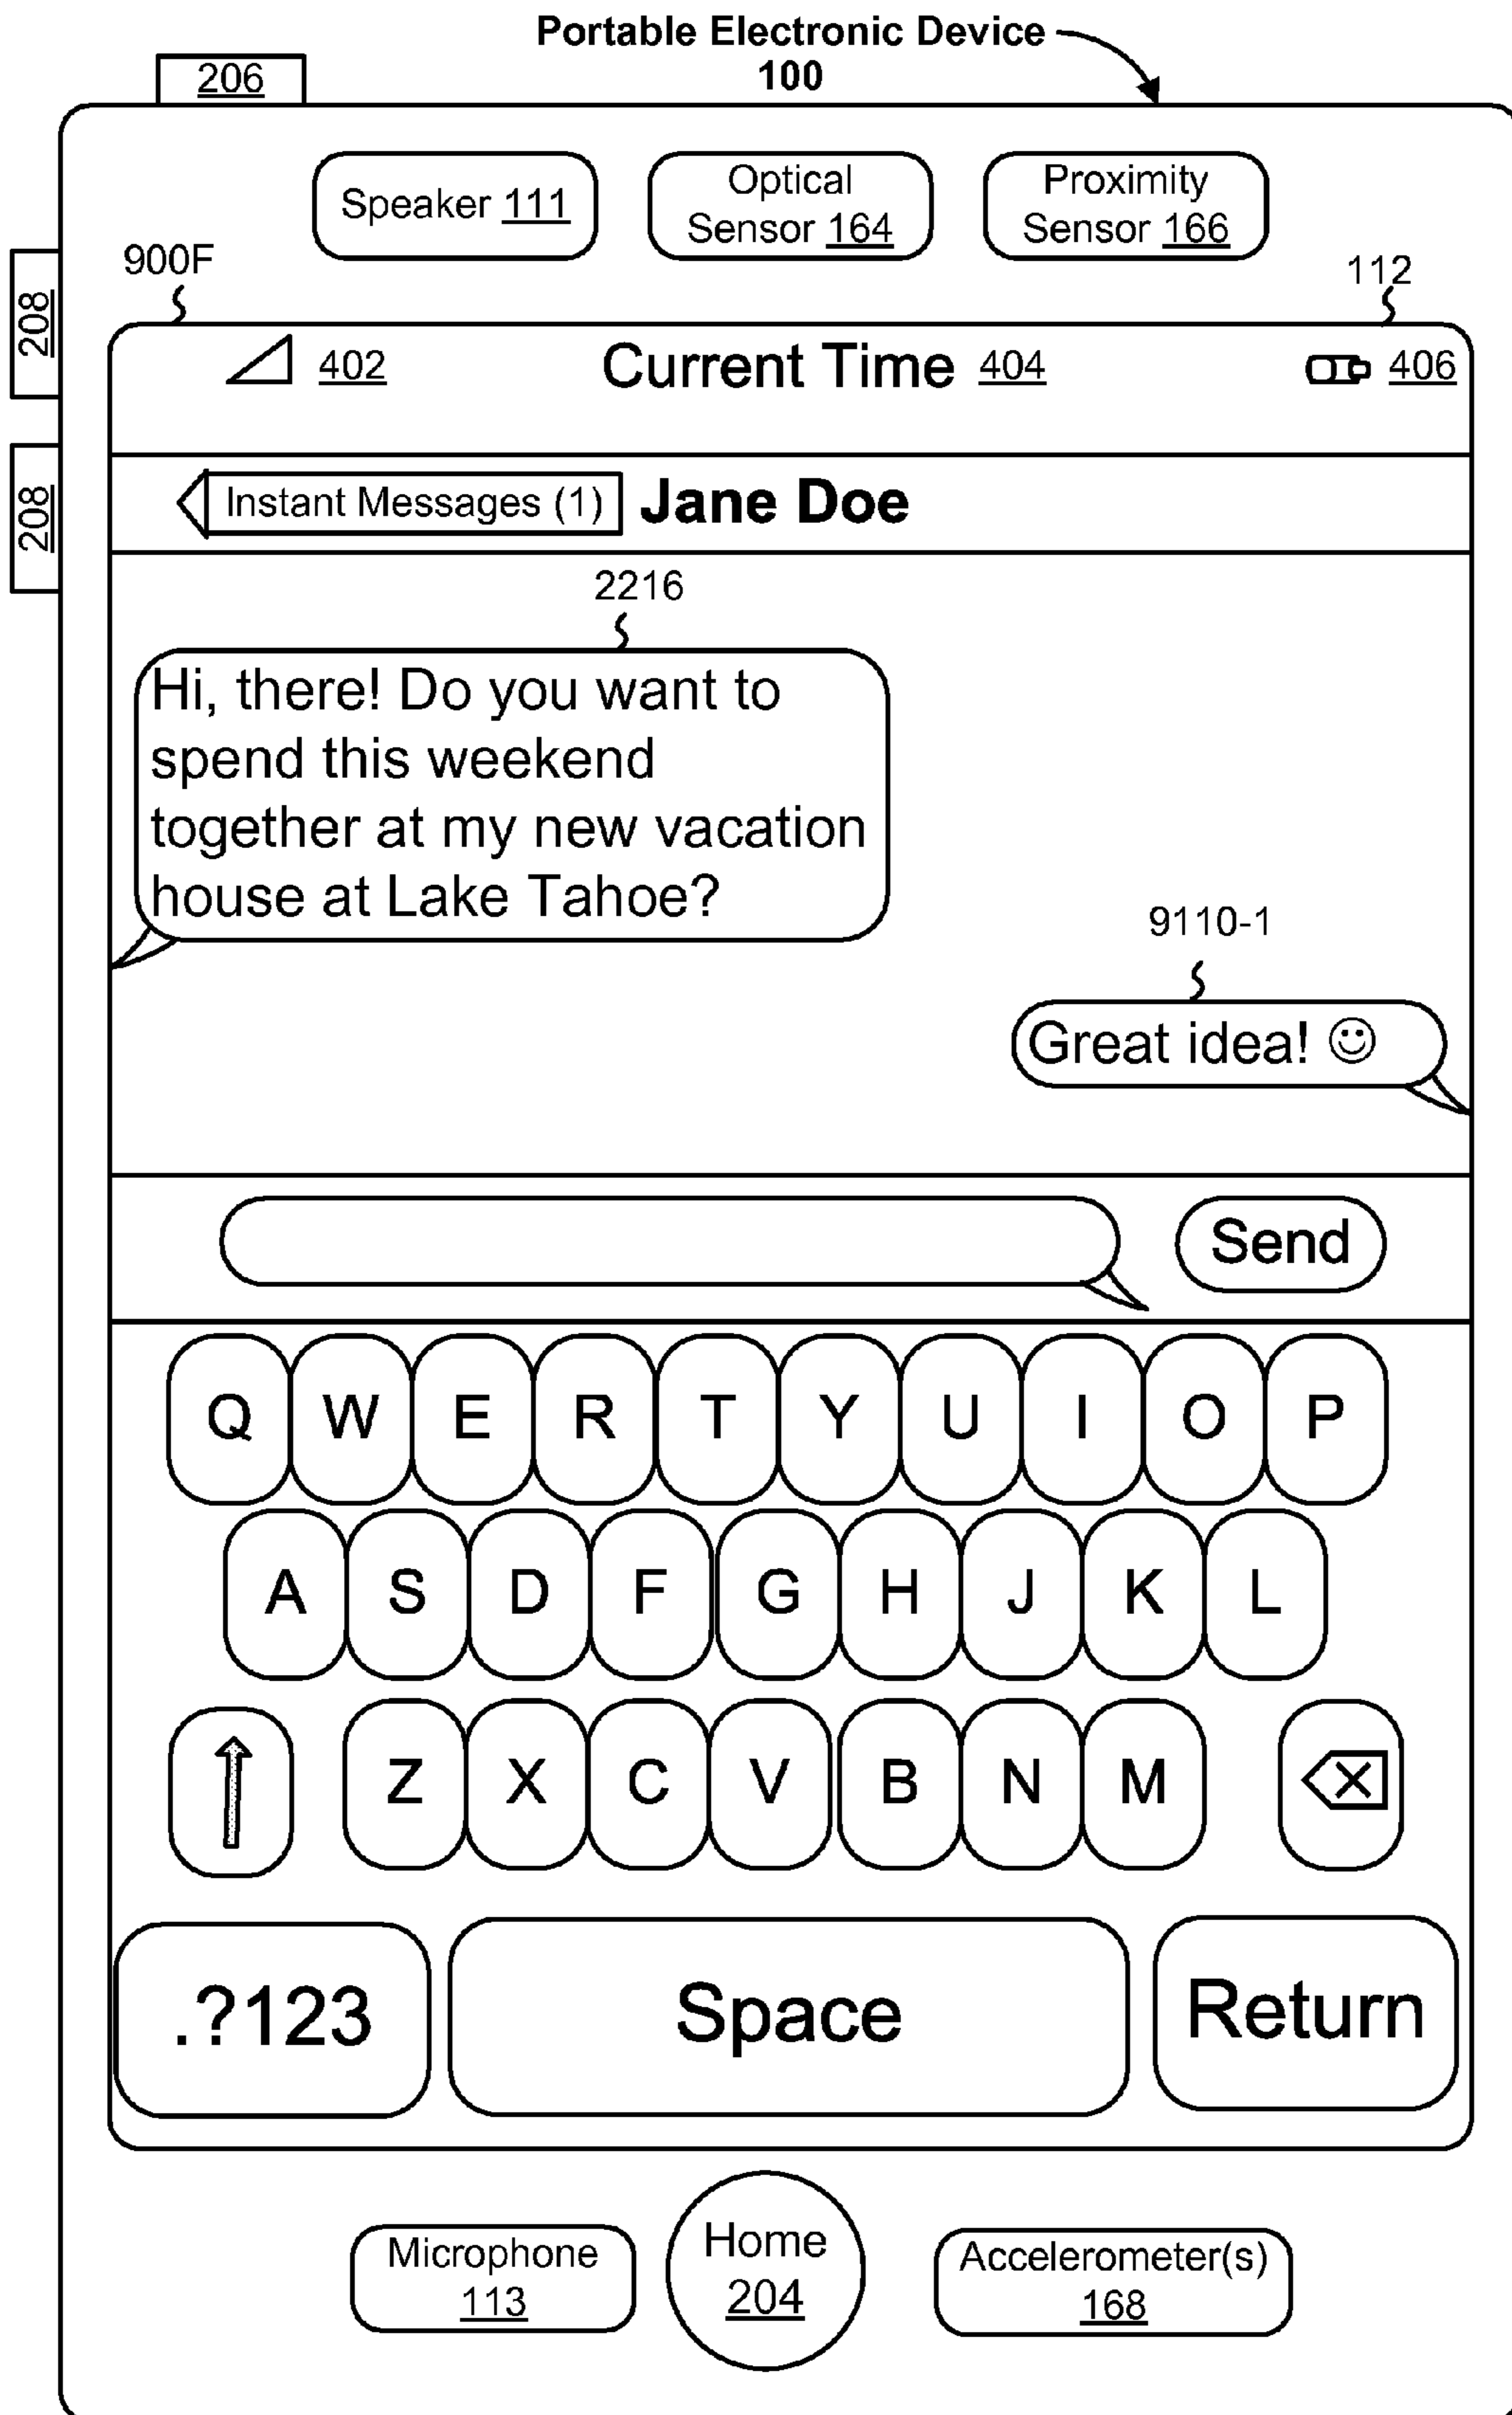 Portable Electronic Device
100
206
Speaker 111
Optical
Sensor 164
Proximity
Sensor 166
208
900F
112
402
Current Time 404
406
208
Instant Messages (1)
Jane Doe
2216
Hi, there! Do you want to
spend this weekend
together at my new vacation
house at Lake Tahoe?
9110-1
Great idea! ☺
Send
Q W E R T Y U I O P
A S D F G H J K L
Z X C V B N M
.?123
Space
Return
Microphone
113
Home
204
Accelerometer(s)
168